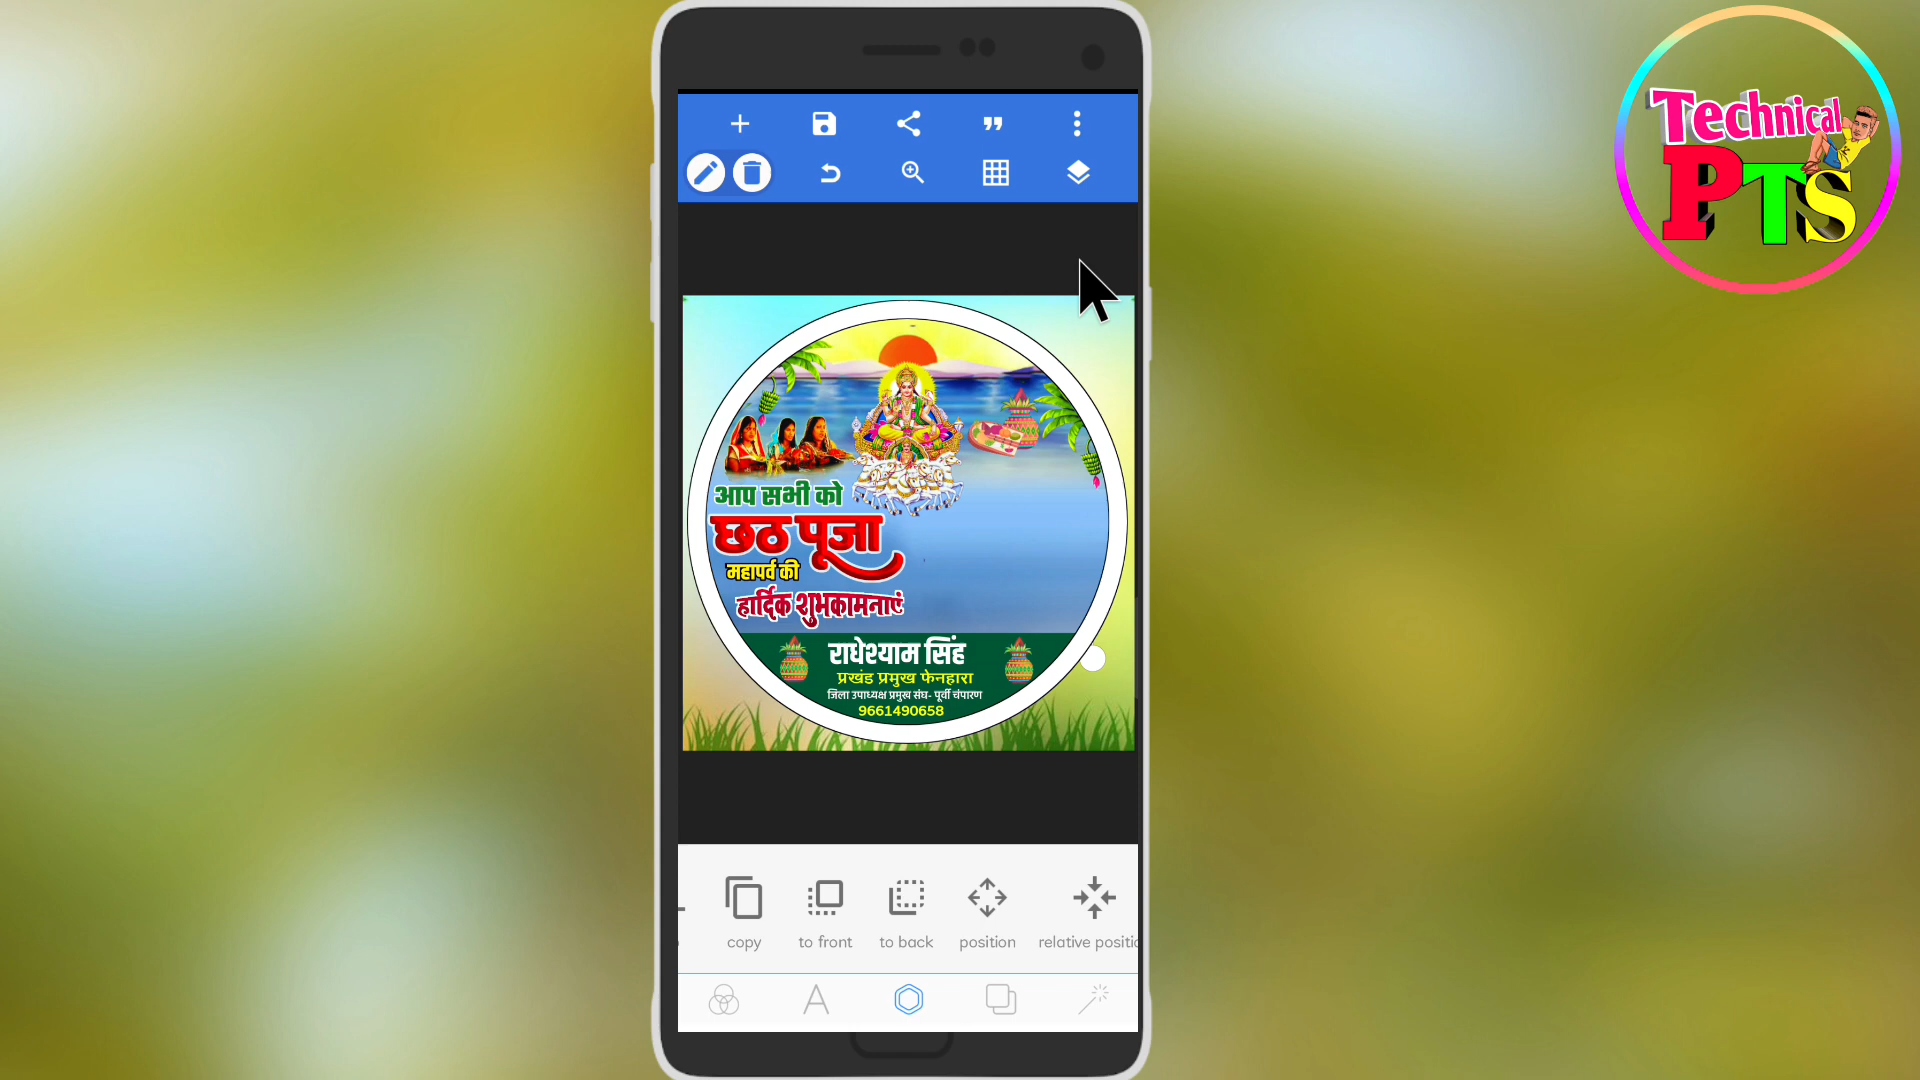 Technical
PTS
आप सभी को
छठ पूजा
महापर्व की
हार्दिक शुभकामनाएं
राधेश्याम सिंह
प्रखंड प्रमुख फेनहारा
जिला उपाध्यक्ष प्रमुख संघ- पूर्वी चंपारण
9661490658
copy
to front
to back
position
relative positio